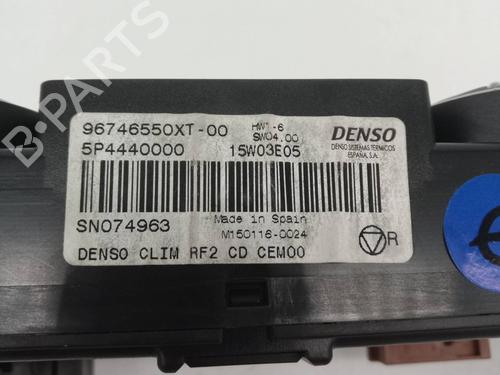 96746550XT-00
HW1-6
SW04.00
DENSO
DENSO SISTEMAS TERMICOS
ESPAÑA, S.A.
5P4440000
15W03E05
SN074963
Made in Spain
M150116-0024
R
DENSO CLIM RF2 CD CEM00